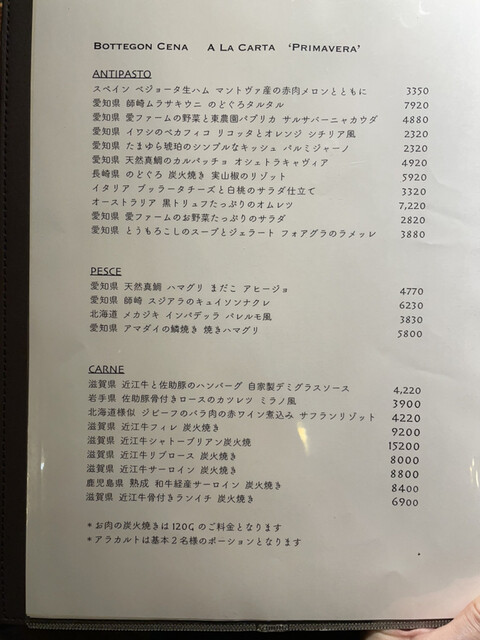 BOTTEGON CENA A LA CARTA 'PRIMAVERA'
ANTIPASTO
スペイン ベジョータ生ハム マントヴァ産の赤肉メロンとともに 3350
愛知県 師崎ムラサキウニ のどぐろタルタル 7920
愛知県 愛ファームの野菜と東農園パプリカ サルサバーニャカウダ 4880
愛知県 イワシのベカフィコ リコッタとオレンジ シチリア風 2320
愛知県 たまゆら琥珀のシンプルなキッシュ パルミジャーノ 2320
愛知県 天然真鯛のカルパッチョ オシェトラキャヴィア 4920
長崎県 のどぐろ 炭火焼き 実山椒のリゾット 5920
イタリア ブッラータチーズと白桃のサラダ仕立て 3320
オーストラリア 黒トリュフたっぷりのオムレツ 7,220
愛知県 愛ファームのお野菜たっぷりのサラダ 2820
愛知県 とうもろこしのスープとジェラート フォアグラのラメッレ 3880
PESCE
愛知県 天然真鯛 ハマグリ まだこ アヒージョ 4770
愛知県 師崎 スジアラのキュイソンナクレ 6230
北海道 メカジキ インパデッラ パレルモ風 3830
愛知県 アマダイの鱗焼き 焼きハマグリ 5800
CARNE
滋賀県 近江牛と佐助豚のハンバーグ 自家製デミグラスソース 4,220
岩手県 佐助豚骨付きロースのカツレツ ミラノ風 3900
北海道様似 ジビーフのバラ肉の赤ワイン煮込み サフランリゾット 4220
滋賀県 近江牛フィレ 炭火焼き 9200
滋賀県 近江牛シャトーブリアン炭火焼 15200
滋賀県 近江牛リブロース 炭火焼き 8000
滋賀県 近江牛サーロイン 炭火焼き 8800
鹿児島県 熟成 和牛経産サーロイン 炭火焼き 8400
滋賀県 近江牛骨付きランイチ 炭火焼き 6900
*お肉の炭火焼きは120Gのご料金となります
*アラカルトは基本2名様のポーションとなります